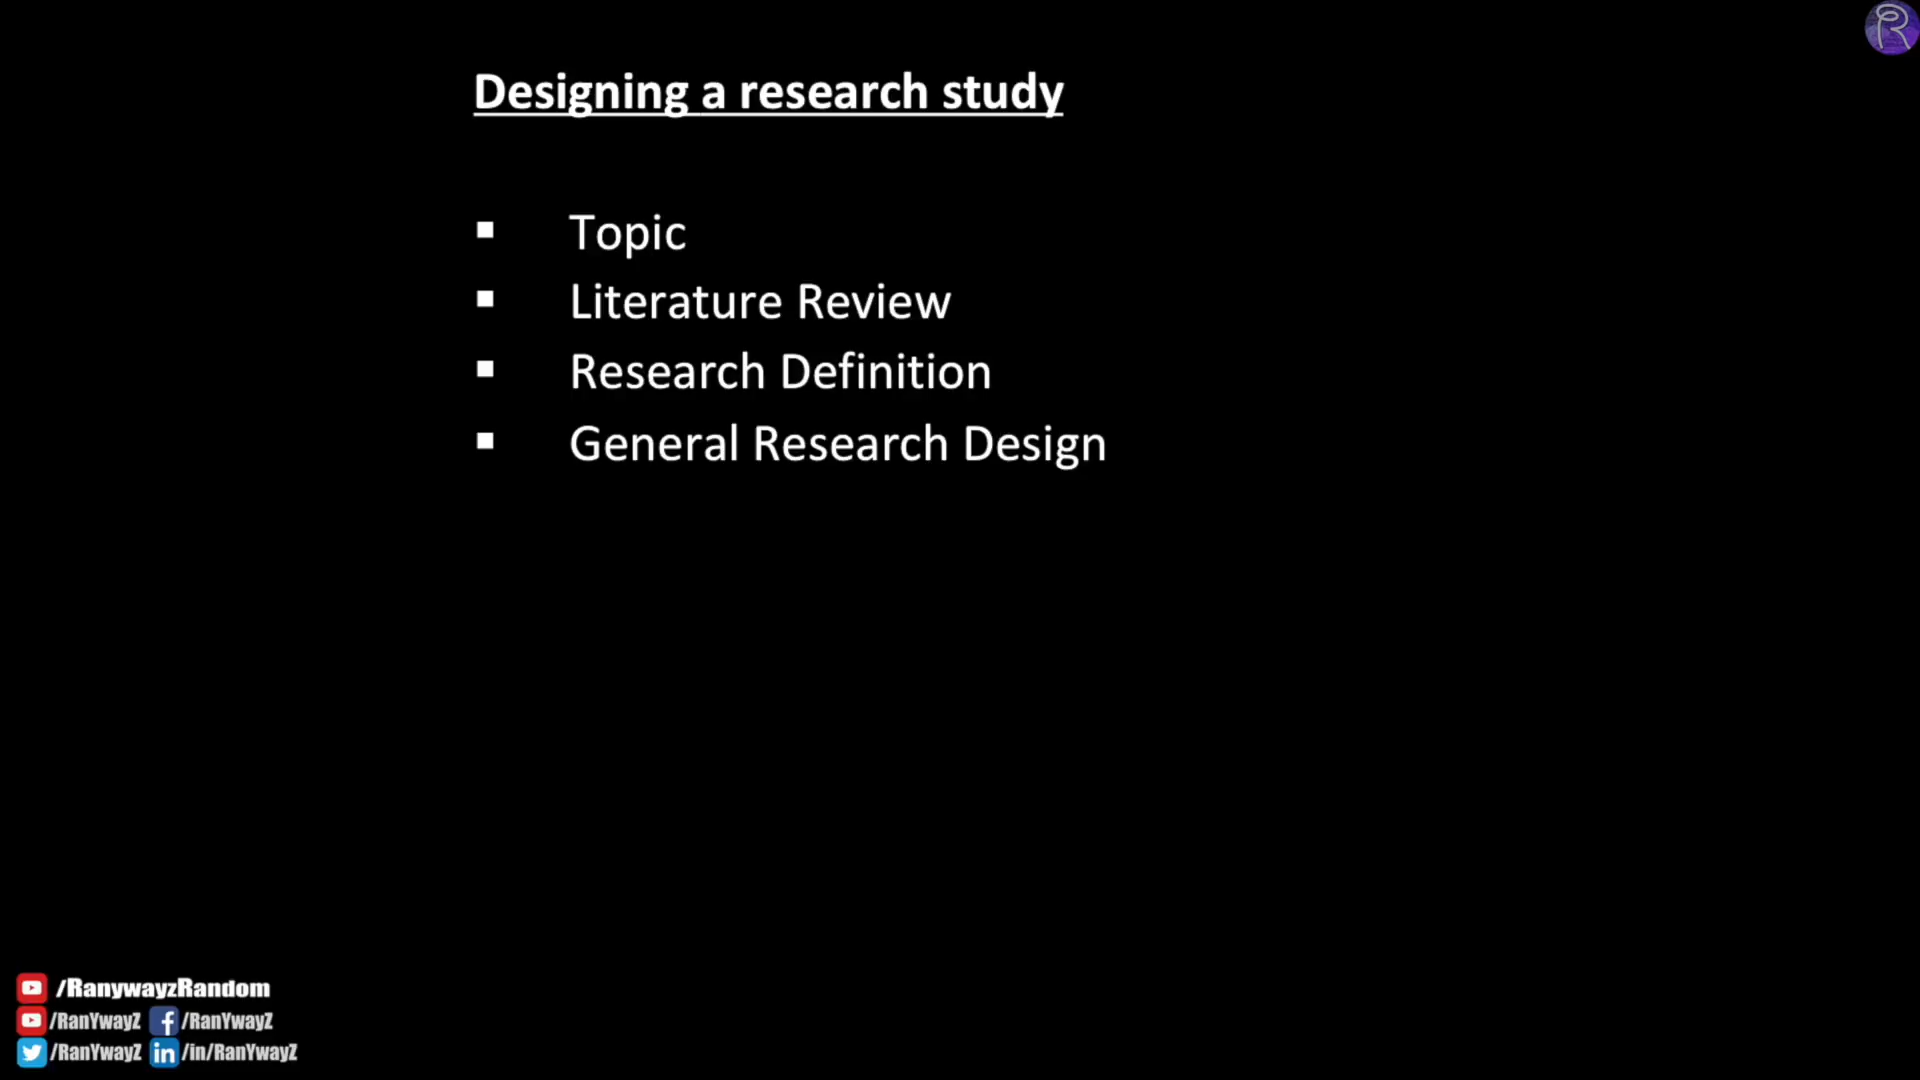 Designing a research study
▪ Topic
▪ Literature Review
▪ Research Definition
▪ General Research Design
/RanywayzRandom
/RanYwayZ /RanYwayZ
/RanYwayZ /in/RanYwayZ